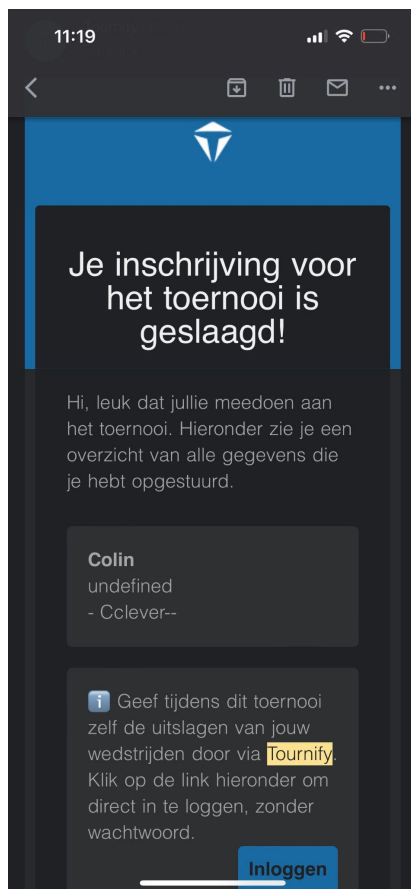 11:19
Je inschrijving voor
het toernooi is
geslaagd!
Hi, leuk dat jullie meedoen aan
het toernooi. Hieronder zie je een
overzicht van alle gegevens die
je hebt opgestuurd.
Colin
undefined
- Cclever--
ℹ️ Geef tijdens dit toernooi
zelf de uitslagen van jouw
wedstrijden door via Tournify.
Klik op de link hieronder om
direct in te loggen, zonder
wachtwoord.
Inloggen